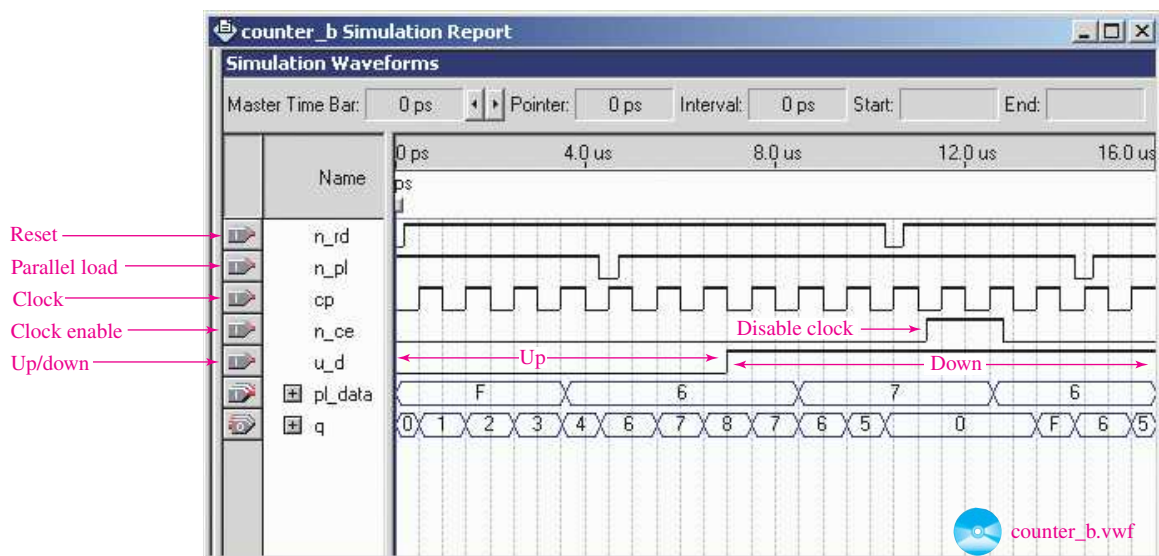 counter_b Simulation Report
Simulation Waveforms
Master Time Bar: 0 ps Pointer: 0 ps Interval: 0 ps Start: End:
Name
0 ps 4.0 us 8.0 us 12.0 us 16.0 us
ps
Reset n_rd
Parallel load n_pl
Clock cp
Clock enable n_ce Disable clock
Up/down u_d Up Down
pl_data F 6 7 6
q 0 1 2 3 4 6 7 8 7 6 5 0 F 6 5
counter_b.vwf